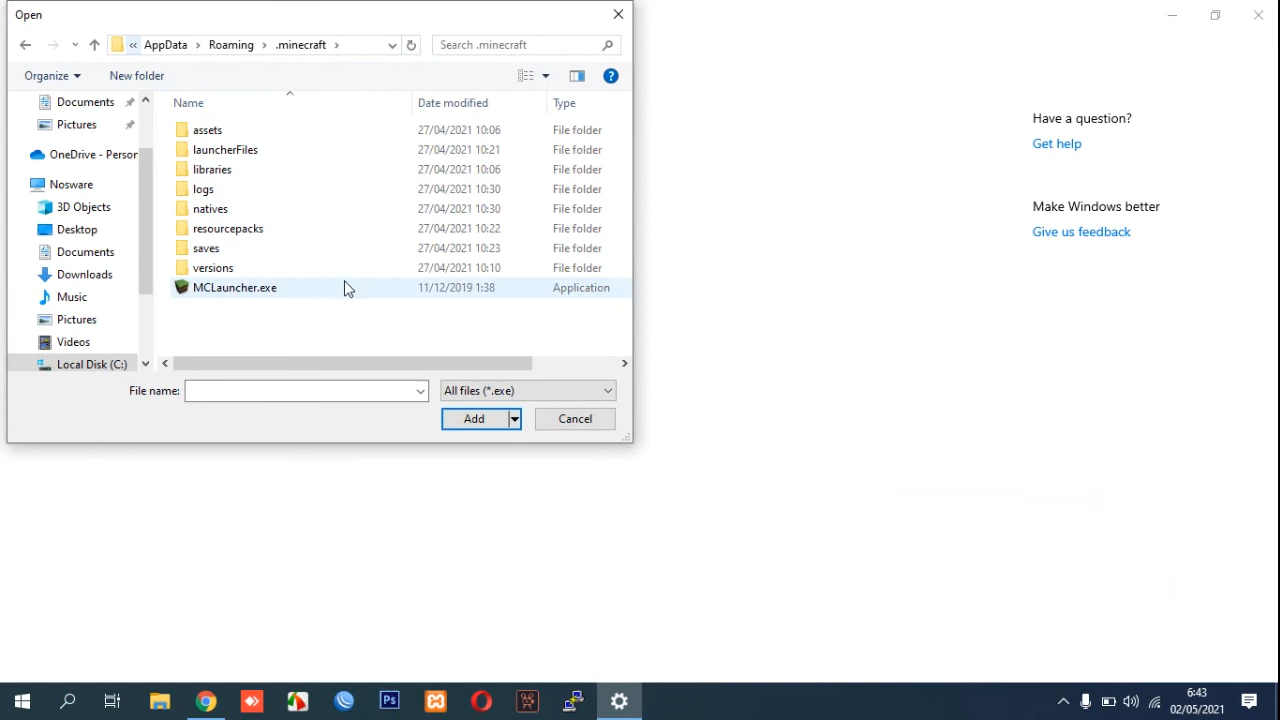 Open
AppData Roaming .minecraft
Search .minecraft
Organize
New folder
Documents
Pictures
OneDrive - Person
Nosware
3D Objects
Desktop
Documents
Downloads
Music
Pictures
Videos
Local Disk (C:)
Name Date modified Type
assets 27/04/2021 10:06 File folder
launcherFiles 27/04/2021 10:21 File folder
libraries 27/04/2021 10:06 File folder
logs 27/04/2021 10:30 File folder
natives 27/04/2021 10:30 File folder
resourcepacks 27/04/2021 10:22 File folder
saves 27/04/2021 10:23 File folder
versions 27/04/2021 10:10 File folder
MCLauncher.exe 11/12/2019 1:38 Application
File name:
All files (*.exe)
Add
Cancel
Have a question?
Get help
Make Windows better
Give us feedback
Ps
6:43
02/05/2021